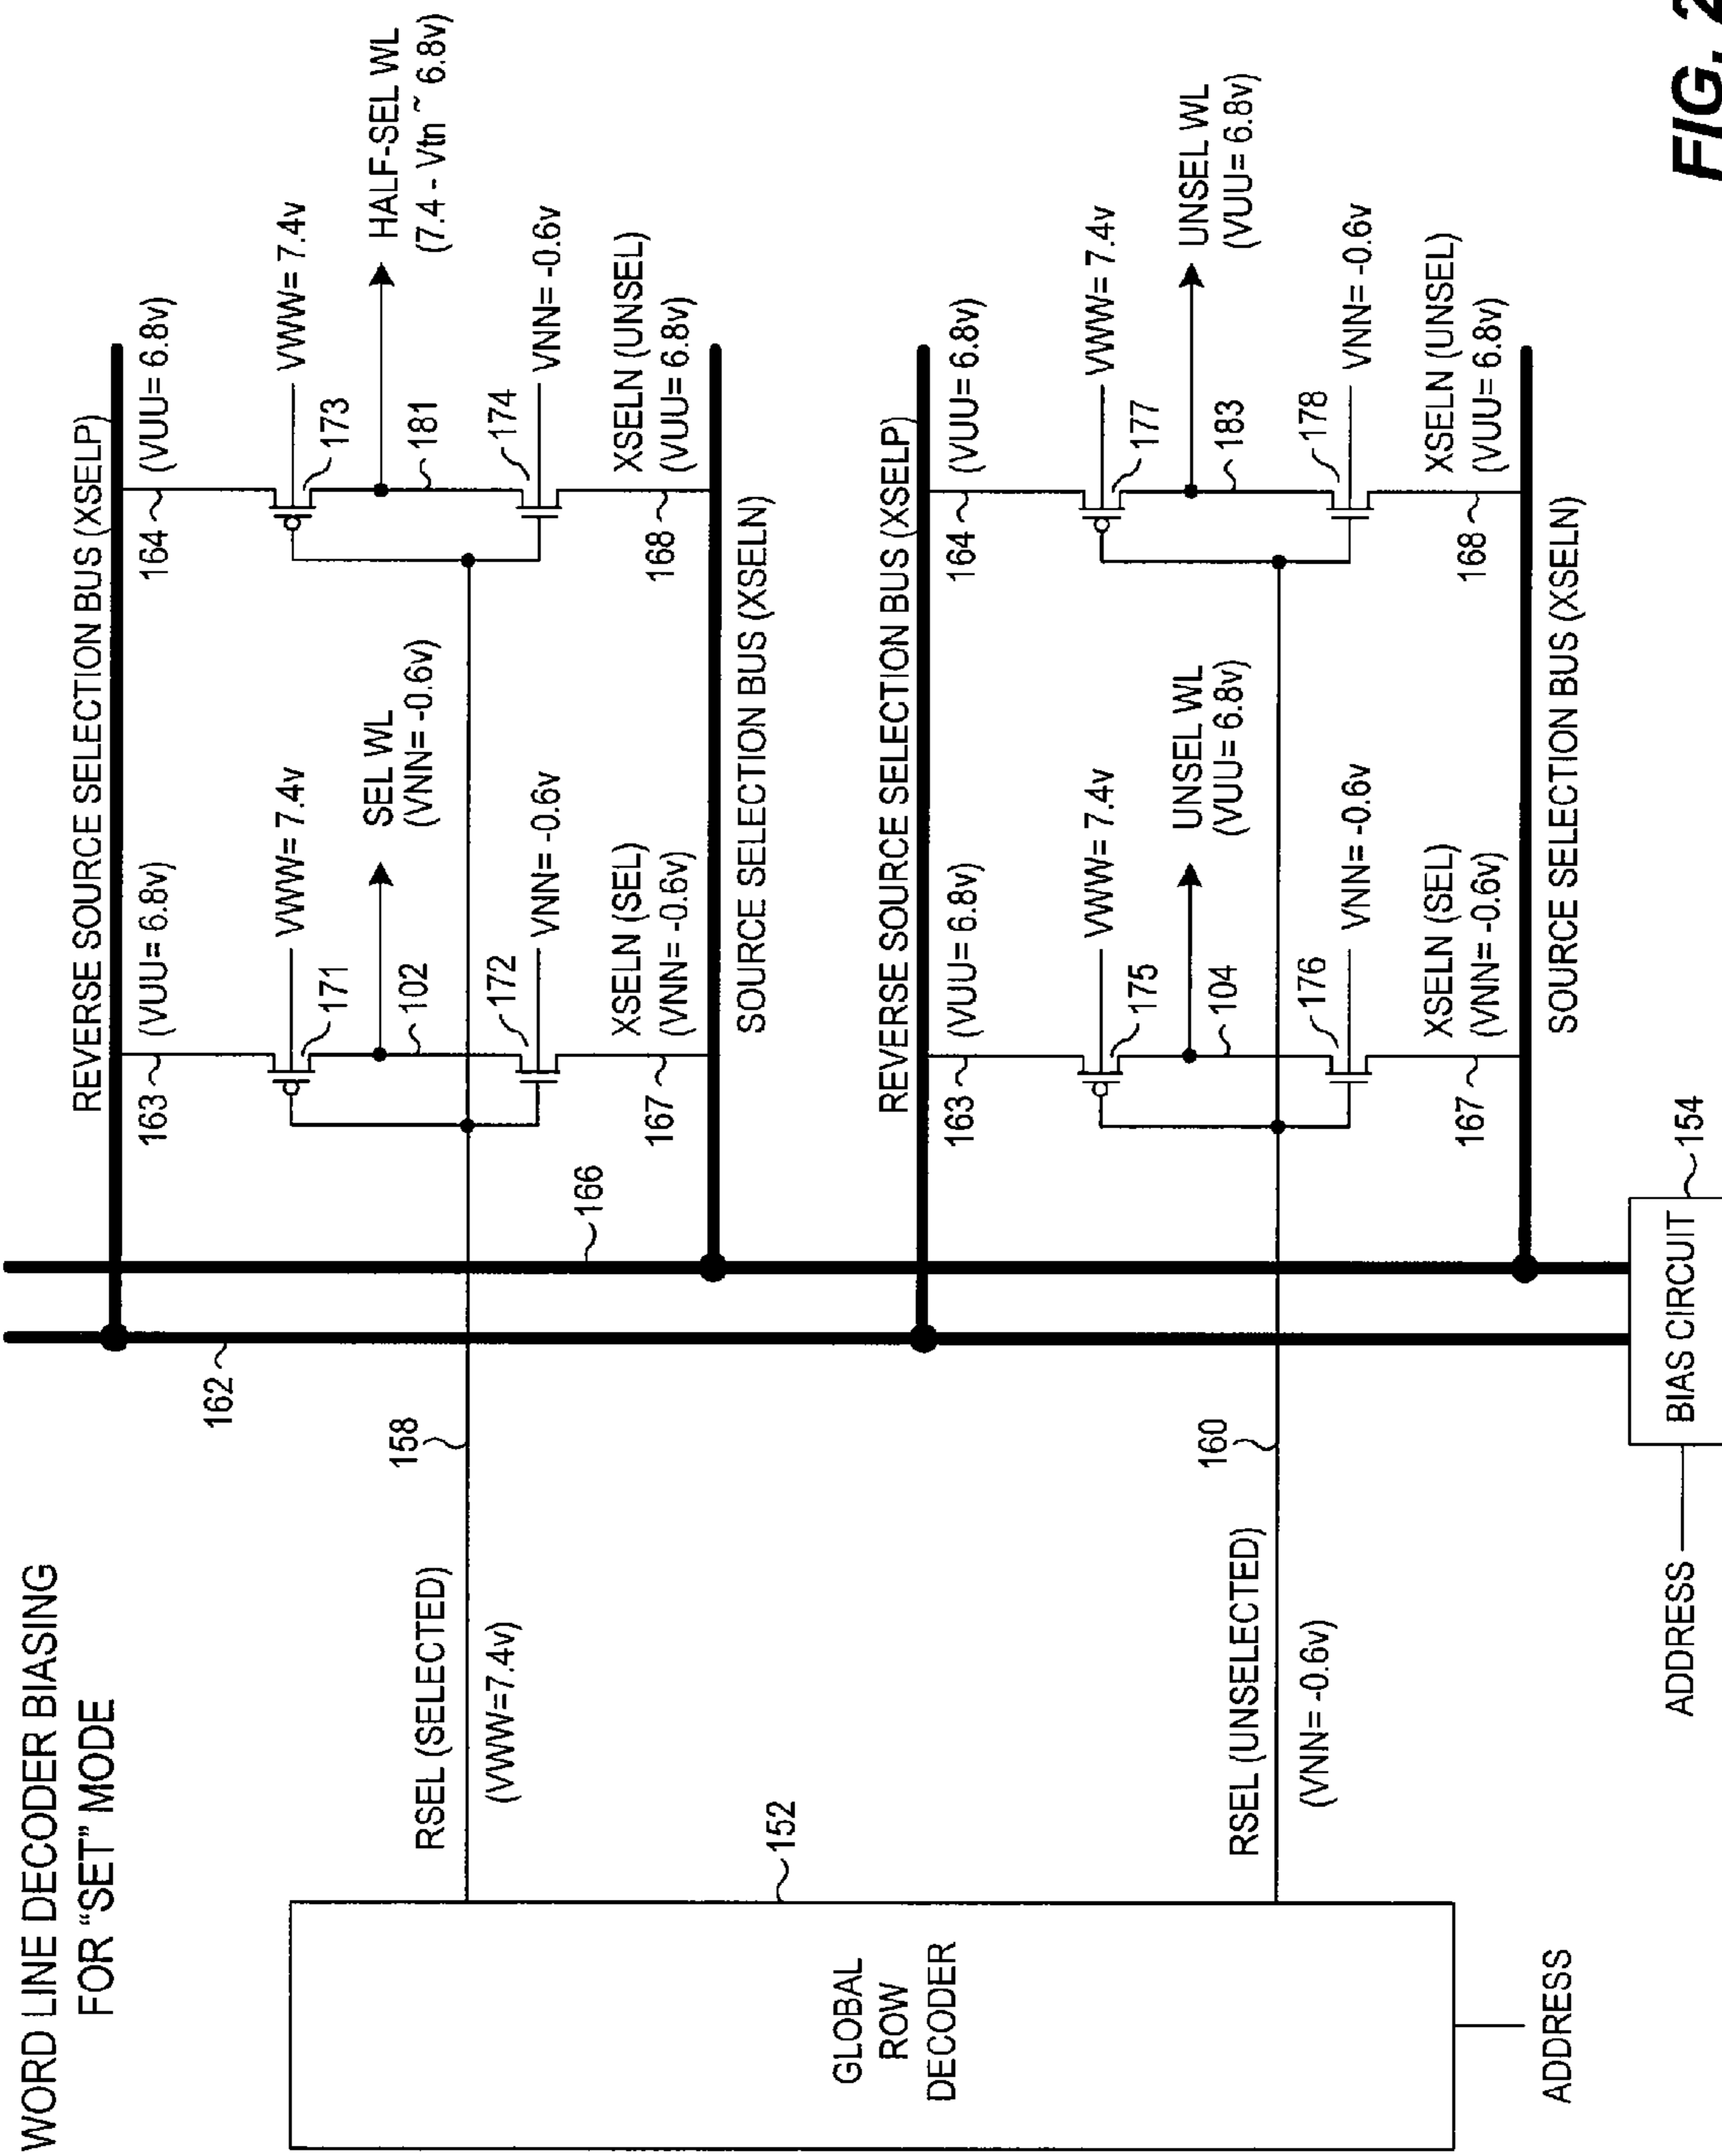 WORD LINE DECODER BIASING
FOR “SET” MODE
REVERSE SOURCE SELECTION BUS (XSELP)
163
(VUU= 6.8v)
164
(VUU= 6.8v)
162
VWW= 7.4v
171
VWW= 7.4v
173
SEL WL
(VNN= -0.6v)
HALF-SEL WL
(7.4 - Vtn ~ 6.8v)
102
181
RSEL (SELECTED)
(VWW=7.4v)
158
172
VNN= -0.6v
174
VNN= -0.6v
166
167
XSELN (SEL)
(VNN= -0.6v)
168
XSELN (UNSEL)
(VUU= 6.8v)
SOURCE SELECTION BUS (XSELN)
152
GLOBAL
ROW
DECODER
REVERSE SOURCE SELECTION BUS (XSELP)
163
(VUU= 6.8v)
164
(VUU= 6.8v)
VWW= 7.4v
175
VWW= 7.4v
177
UNSEL WL
(VUU= 6.8v)
UNSEL WL
(VUU= 6.8v)
104
183
RSEL (UNSELECTED)
(VNN= -0.6v)
160
176
VNN= -0.6v
178
VNN= -0.6v
167
XSELN (SEL)
(VNN= -0.6v)
168
XSELN (UNSEL)
(VUU= 6.8v)
SOURCE SELECTION BUS (XSELN)
ADDRESS
ADDRESS
BIAS CIRCUIT
154
FIG. 2